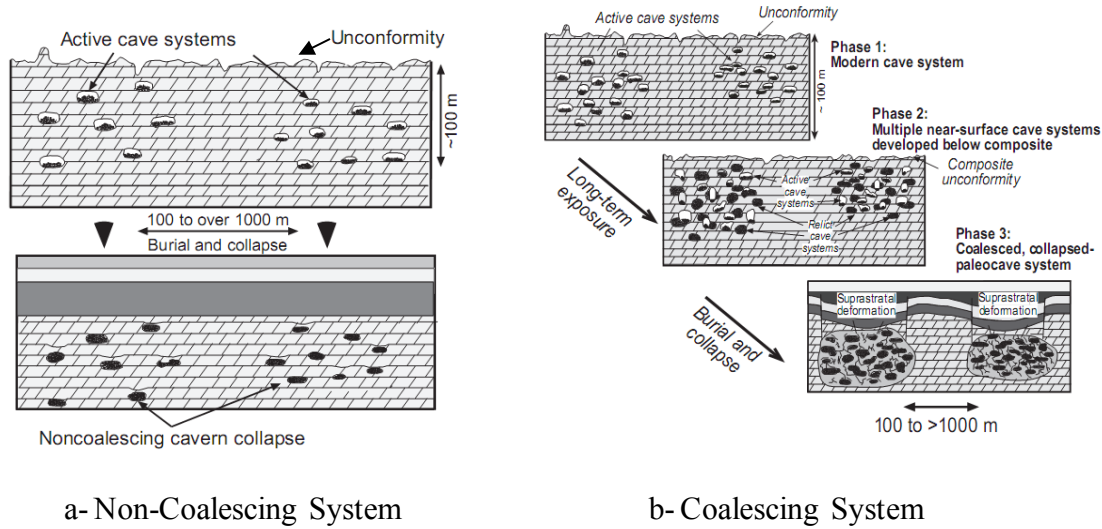 Active cave systems
Unconformity
~100 m
100 to over 1000 m
Burial and collapse
Noncoalescing cavern collapse
a- Non-Coalescing System
Active cave systems
Unconformity
Phase 1:
Modern cave system
~ 100 m
Phase 2:
Multiple near-surface cave systems
developed below composite
Composite
unconformity
Long-term
exposure
Active
cave
systems
Relict
cave
systems
Phase 3:
Coalesced, collapsed-
paleocave system
Burial and
collapse
Suprastratal
deformation
Suprastratal
deformation
100 to >1000 m
b- Coalescing System